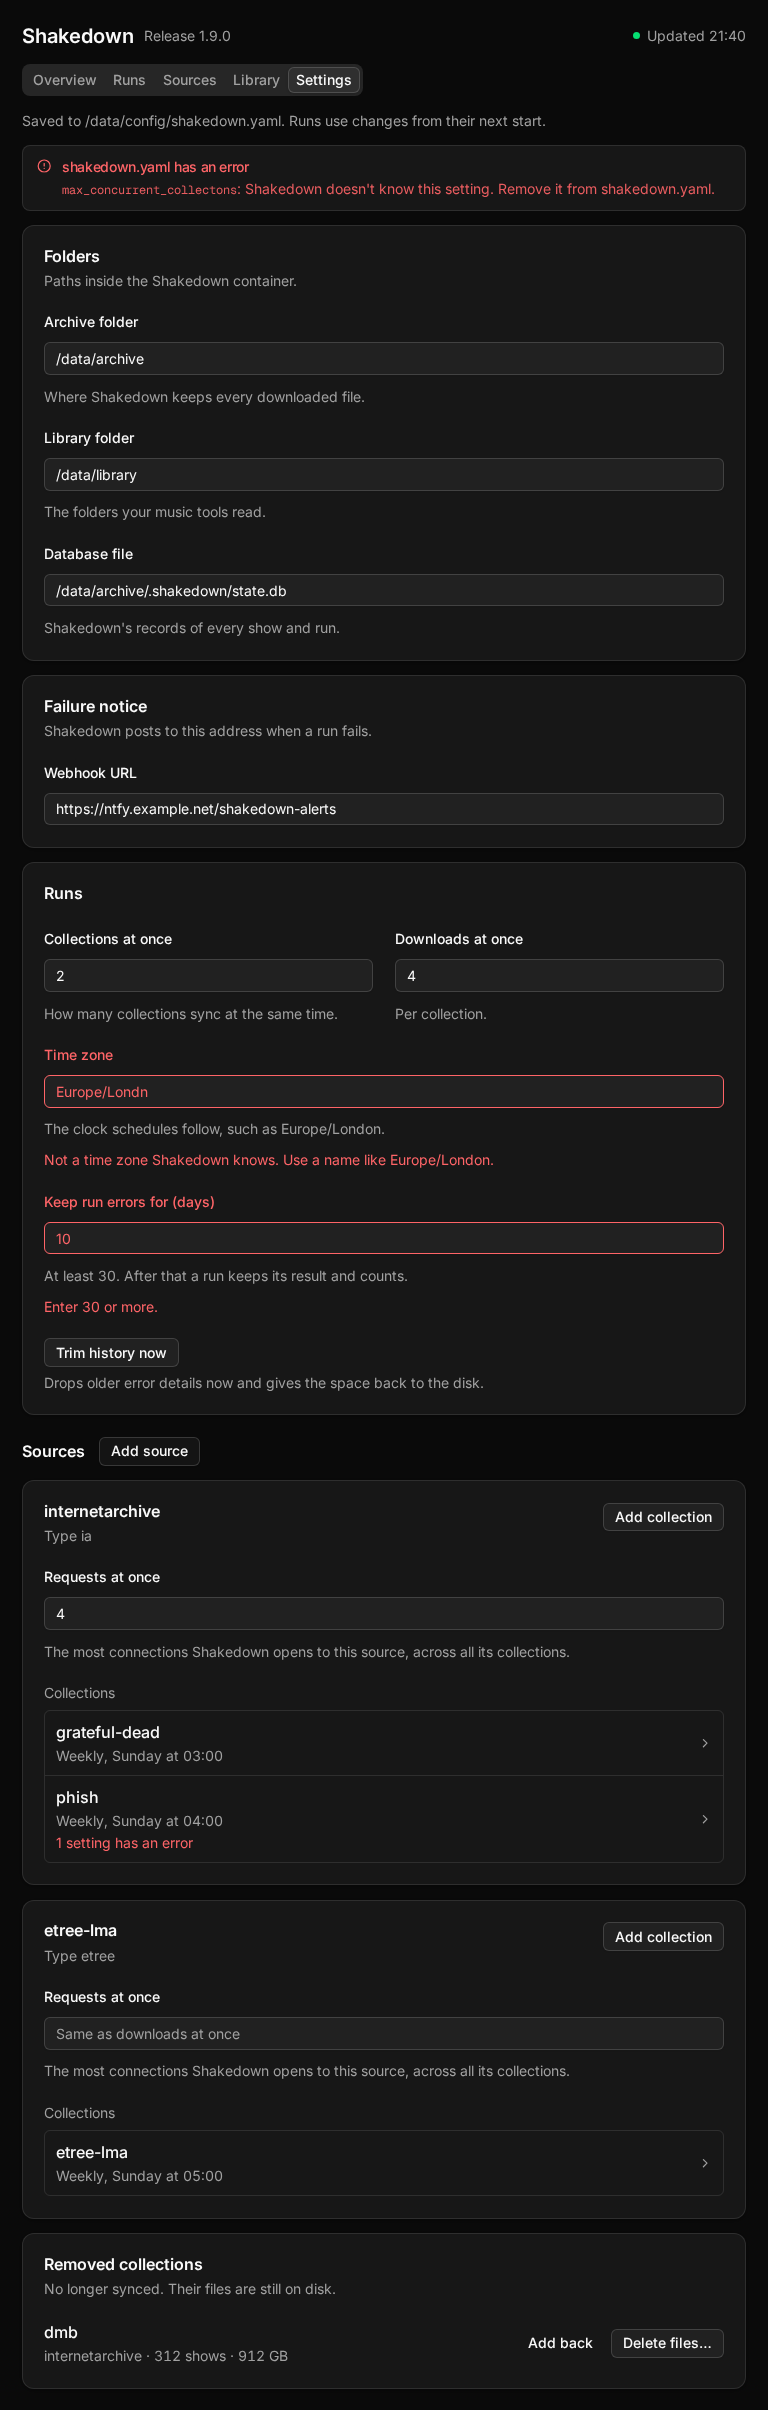 Shakedown Release 1.9.0
Updated 21:40
Overview Runs Sources Library Settings
Saved to /data/config/shakedown.yaml. Runs use changes from their next start.
shakedown.yaml has an error
max_concurrent_collectons: Shakedown doesn't know this setting. Remove it from shakedown.yaml.
Folders
Paths inside the Shakedown container.
Archive folder
/data/archive
Where Shakedown keeps every downloaded file.
Library folder
/data/library
The folders your music tools read.
Database file
/data/archive/.shakedown/state.db
Shakedown's records of every show and run.
Failure notice
Shakedown posts to this address when a run fails.
Webhook URL
https://ntfy.example.net/shakedown-alerts
Runs
Collections at once
2
How many collections sync at the same time.
Downloads at once
4
Per collection.
Time zone
Europe/Londn
The clock schedules follow, such as Europe/London.
Not a time zone Shakedown knows. Use a name like Europe/London.
Keep run errors for (days)
10
At least 30. After that a run keeps its result and counts.
Enter 30 or more.
Trim history now
Drops older error details now and gives the space back to the disk.
Sources
Add source
internetarchive
Type ia
Add collection
Requests at once
4
The most connections Shakedown opens to this source, across all its collections.
Collections
grateful-dead
Weekly, Sunday at 03:00
phish
Weekly, Sunday at 04:00
1 setting has an error
etree-lma
Type etree
Add collection
Requests at once
Same as downloads at once
The most connections Shakedown opens to this source, across all its collections.
Collections
etree-lma
Weekly, Sunday at 05:00
Removed collections
No longer synced. Their files are still on disk.
dmb
internetarchive · 312 shows · 912 GB
Add back
Delete files...